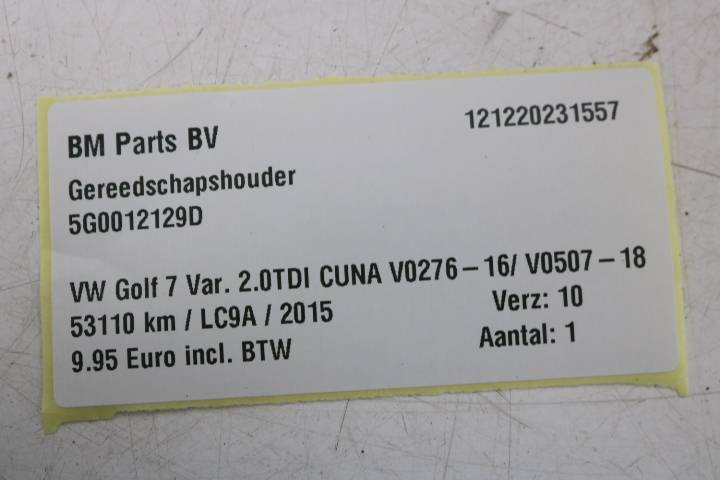 BM Parts BV
121220231557
Gereedschapshouder
5G0012129D
VW Golf 7 Var. 2.0TDI CUNA V0276-16/ V0507-18
53110 km / LC9A / 2015
Verz: 10
9.95 Euro incl. BTW
Aantal: 1